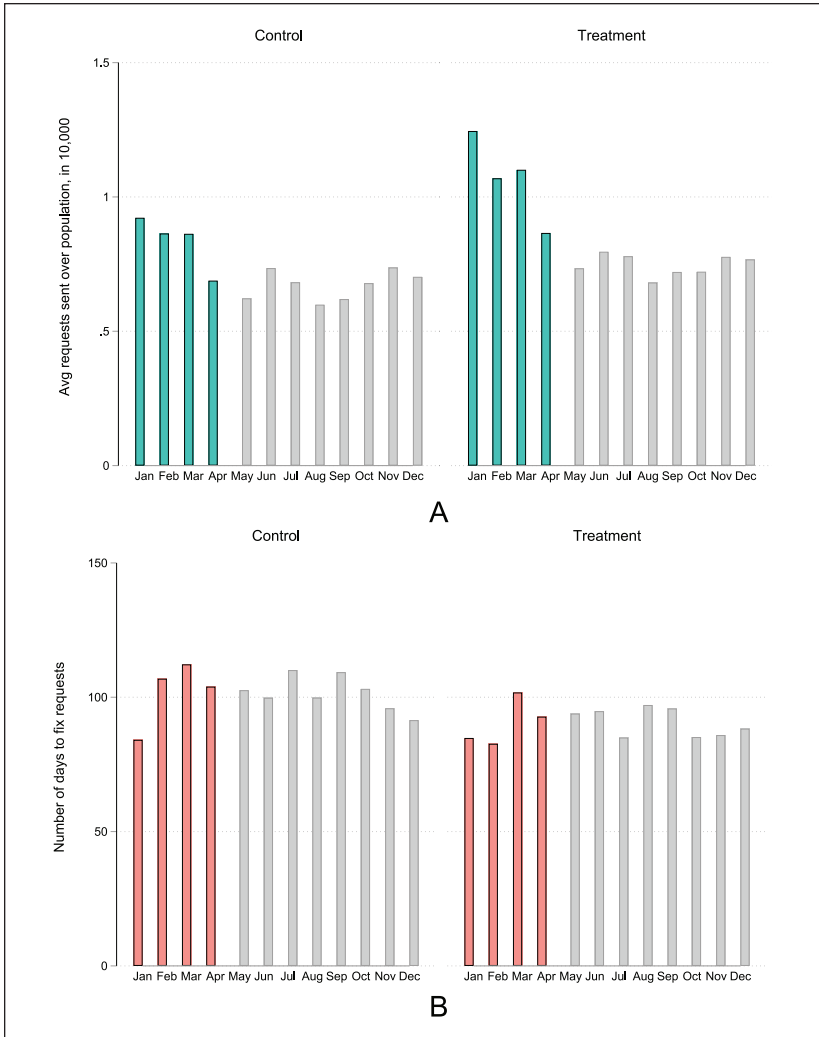 Control Treatment
Avg requests sent over population, in 10,000
1.5
1
.5
0
Jan Feb Mar Apr May Jun Jul Aug Sep Oct Nov Dec Jan Feb Mar Apr May Jun Jul Aug Sep Oct Nov Dec
A
Control Treatment
Number of days to fix requests
150
100
50
0
Jan Feb Mar Apr May Jun Jul Aug Sep Oct Nov Dec Jan Feb Mar Apr May Jun Jul Aug Sep Oct Nov Dec
B